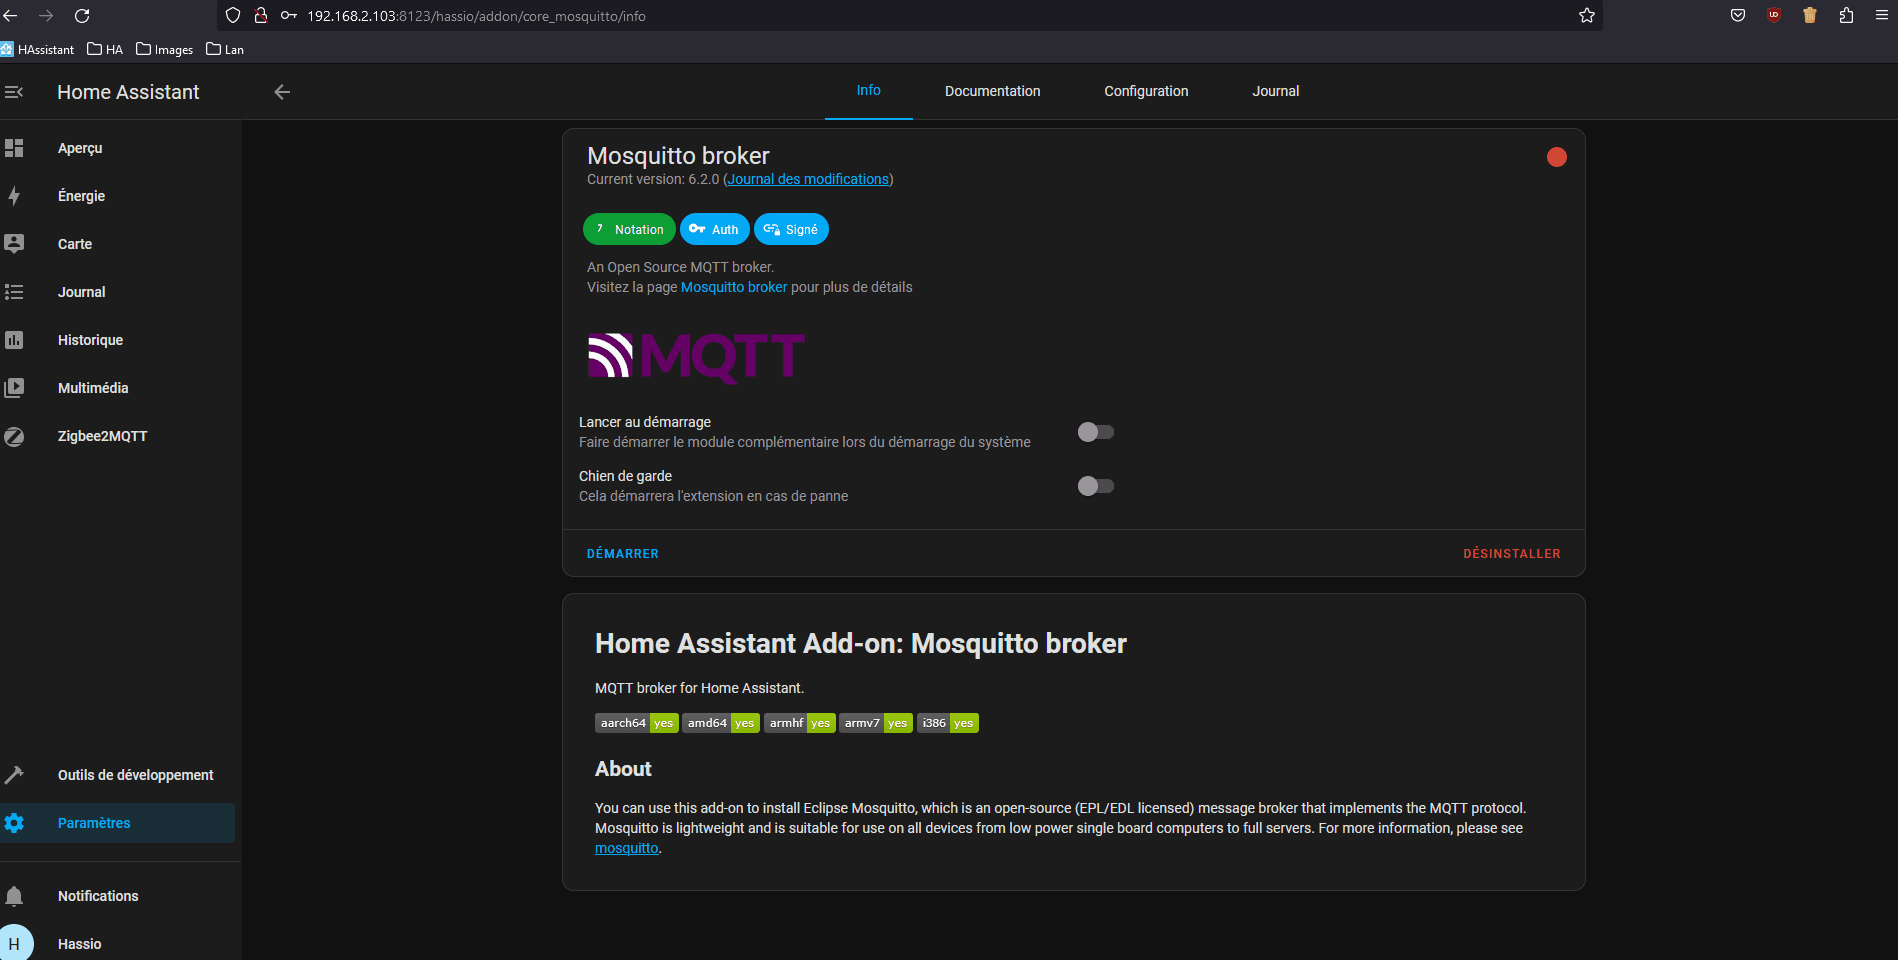 192.168.2.103:8123/hassio/addon/core_mosquitto/info
HAssistant HA Images Lan
Home Assistant
Info Documentation Configuration Journal
Aperçu
Énergie
Carte
Journal
Historique
Multimédia
Zigbee2MQTT
Outils de développement
Paramètres
Notifications
H Hassio
Mosquitto broker
Current version: 6.2.0 (Journal des modifications)
7 Notation Auth Signé
An Open Source MQTT broker.
Visitez la page Mosquitto broker pour plus de détails
MQTT
Lancer au démarrage
Faire démarrer le module complémentaire lors du démarrage du système
Chien de garde
Cela démarrera l'extension en cas de panne
DÉMARRER DÉSINSTALLER
Home Assistant Add-on: Mosquitto broker
MQTT broker for Home Assistant.
aarch64 yes amd64 yes armhf yes armv7 yes i386 yes
About
You can use this add-on to install Eclipse Mosquitto, which is an open-source (EPL/EDL licensed) message broker that implements the MQTT protocol.
Mosquitto is lightweight and is suitable for use on all devices from low power single board computers to full servers. For more information, please see
mosquitto.